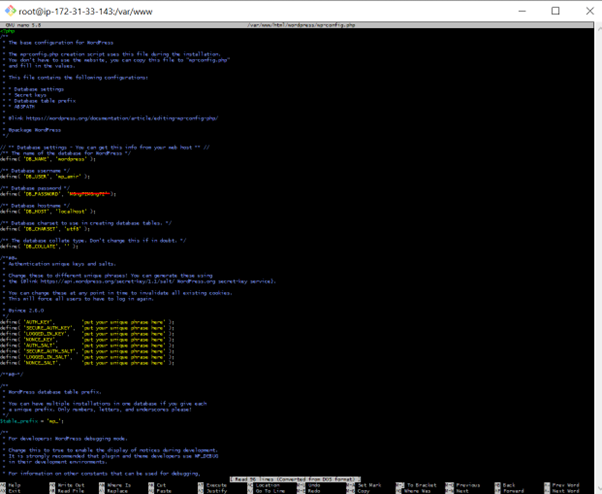 root@ip-172-31-33-143:/var/www
GNU nano 5.8 /var/www/html/wordpress/wp-config.php
<?php
/**
* The base configuration for WordPress
*
* The wp-config.php creation script uses this file during the installation.
* You don't have to use the website, you can copy this file to "wp-config.php"
* and fill in the values.
*
* This file contains the following configurations:
*
* * Database settings
* * Secret keys
* * Database table prefix
* * ABSPATH
*
* @link https://wordpress.org/documentation/article/editing-wp-config-php/
*
* @package WordPress
*/
// ** Database settings - You can get this info from your web host ** //
/** The name of the database for WordPress */
define( 'DB_NAME', 'wordpress' );
/** Database username */
define( 'DB_USER', 'wp_amir' );
/** Database password */
define( 'DB_PASSWORD',
/** Database hostname */
define( 'DB_HOST', 'localhost' );
/** Database charset to use in creating database tables. */
define( 'DB_CHARSET', 'utf8' );
/** The database collate type. Don't change this if in doubt. */
define( 'DB_COLLATE', '' );
/**#@+
* Authentication unique keys and salts.
*
* Change these to different unique phrases! You can generate these using
* the {@link https://api.wordpress.org/secret-key/1.1/salt/ WordPress.org secret-key service}.
*
* You can change these at any point in time to invalidate all existing cookies.
* This will force all users to have to log in again.
*
* @since 2.6.0
*/
define( 'AUTH_KEY', 'put your unique phrase here' );
define( 'SECURE_AUTH_KEY', 'put your unique phrase here' );
define( 'LOGGED_IN_KEY', 'put your unique phrase here' );
define( 'NONCE_KEY', 'put your unique phrase here' );
define( 'AUTH_SALT', 'put your unique phrase here' );
define( 'SECURE_AUTH_SALT', 'put your unique phrase here' );
define( 'LOGGED_IN_SALT', 'put your unique phrase here' );
define( 'NONCE_SALT', 'put your unique phrase here' );
/**#@-*/
/**
* WordPress database table prefix.
*
* You can have multiple installations in one database if you give each
* a unique prefix. Only numbers, letters, and underscores please!
*/
$table_prefix = 'wp_';
/**
* For developers: WordPress debugging mode.
*
* Change this to true to enable the display of notices during development.
* It is strongly recommended that plugin and theme developers use WP_DEBUG
* in their development environments.
*
* For information on other constants that can be used for debugging,
[ Read 96 lines (Converted from DOS format) ]
^G Help ^O Write Out ^W Where Is ^K Cut ^T Execute ^C Location M-U Undo M-A Set Mark M-] To Bracket M-Q Previous ^B Back ^◀ Prev Word
^X Exit ^R Read File ^\ Replace ^U Paste ^J Justify ^_ Go To Line M-E Redo M-6 Copy ^Q Where Was M-W Next ^F Forward ^▶ Next Word